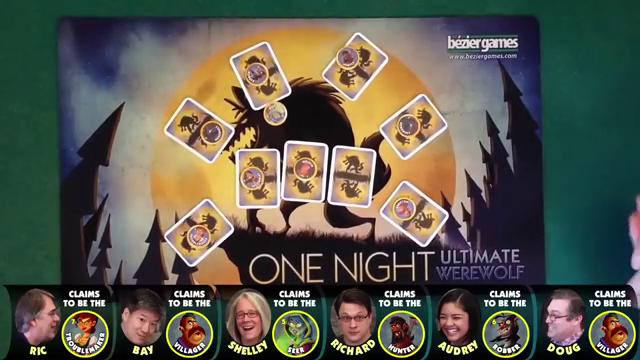 béziergames
www.beziergames.com
ONE NIGHT ULTIMATE
WEREWOLF
CLAIMS
TO BE THE
TROUBLEMAKER
RIC
CLAIMS
TO BE THE
VILLAGER
BAY
CLAIMS
TO BE THE
SEER
SHELLEY
CLAIMS
TO BE THE
HUNTER
RICHARD
CLAIMS
TO BE THE
ROBBER
AUDREY
CLAIMS
TO BE THE
VILLAGER
DOUG